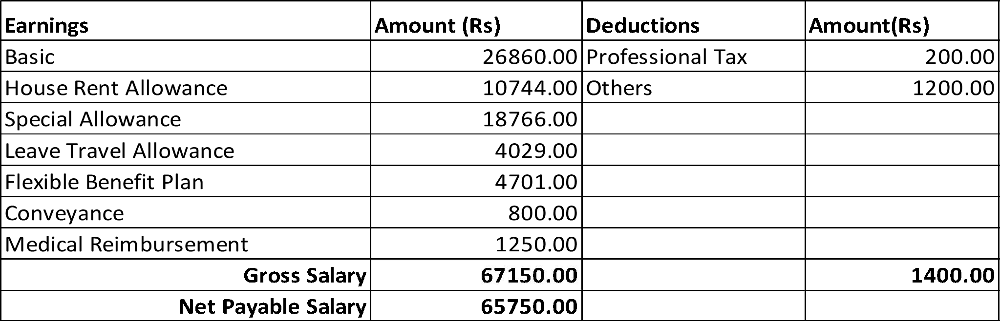 Earnings Amount (Rs) Deductions Amount(Rs)
Basic 26860.00 Professional Tax 200.00
House Rent Allowance 10744.00 Others 1200.00
Special Allowance 18766.00
Leave Travel Allowance 4029.00
Flexible Benefit Plan 4701.00
Conveyance 800.00
Medical Reimbursement 1250.00
Gross Salary 67150.00 1400.00
Net Payable Salary 65750.00